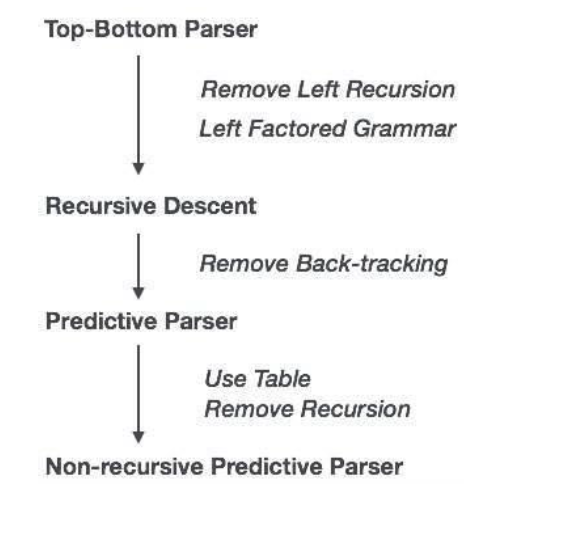 Top-Bottom Parser
Remove Left Recursion
Left Factored Grammar
Recursive Descent
Remove Back-tracking
Predictive Parser
Use Table
Remove Recursion
Non-recursive Predictive Parser